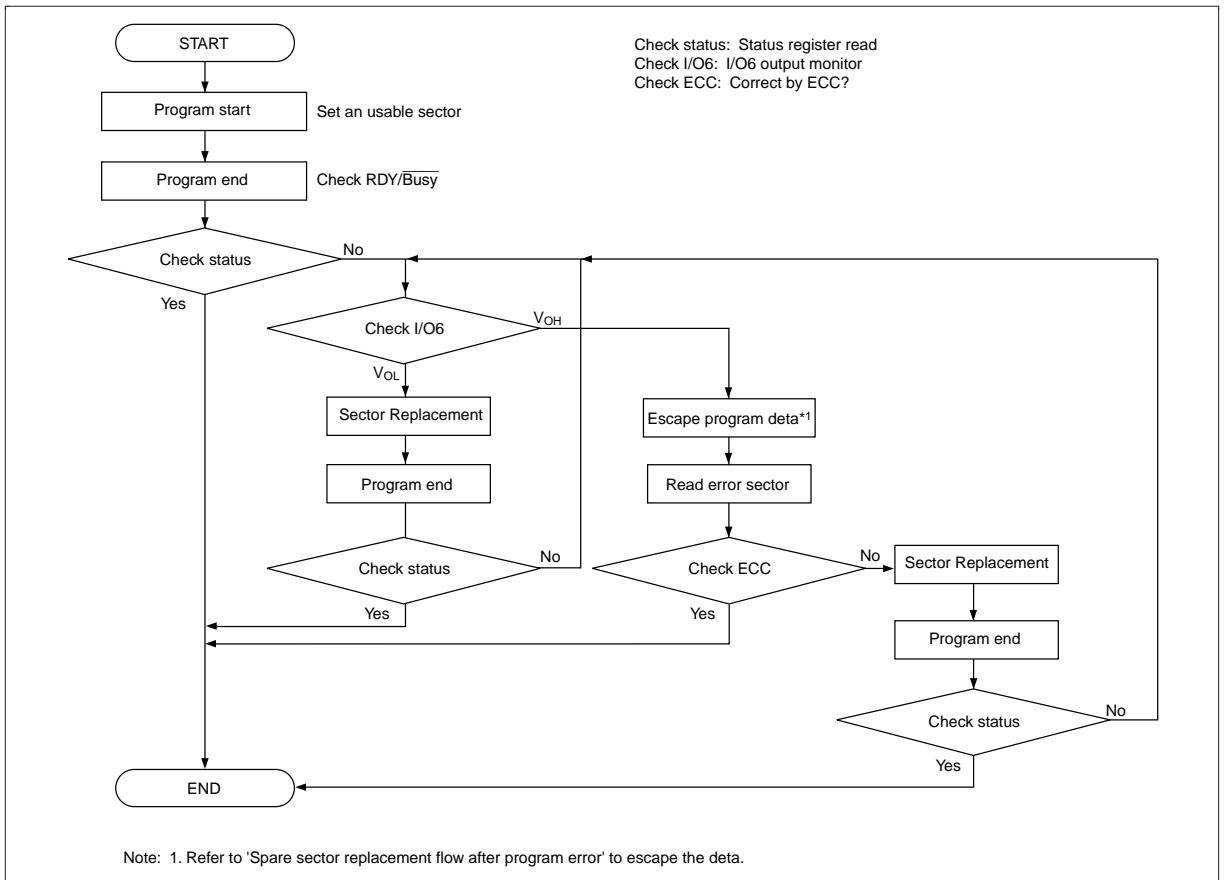 START
Check status: Status register read
Check I/O6: I/O6 output monitor
Check ECC: Correct by ECC?
Program start
Set an usable sector
Program end
Check RDY/Busy
Check status
No
Yes
Check I/O6
VOH
VOL
Sector Replacement
Escape program deta*1
Program end
Read error sector
Check status
No
Yes
Check ECC
No
Yes
Sector Replacement
Program end
Check status
No
Yes
END
Note: 1. Refer to 'Spare sector replacement flow after program error' to escape the deta.